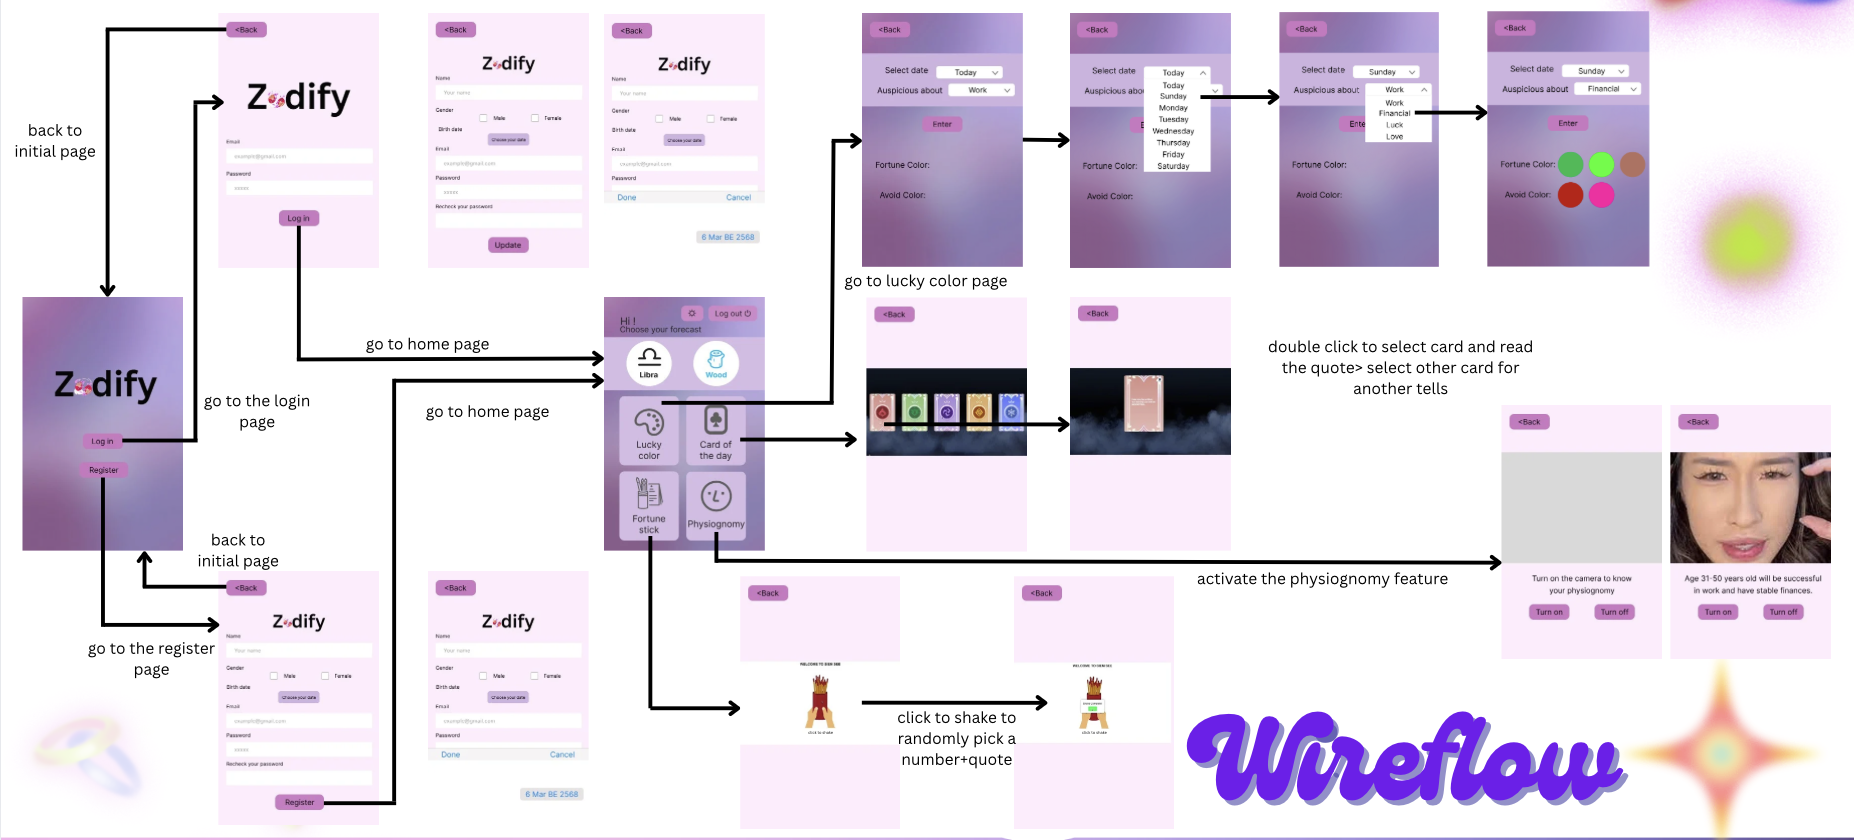 <Back
Zodify
Email
example@gmail.com
Password
xxxxx
Log in
back to
initial page
Zodify
Log in
Register
go to the login
page
back to
initial page
go to the register
page
<Back
Zodify
Name
Your name
Gender
Male
Female
Birth date
Choose your date
Email
example@gmail.com
Password
xxxxx
Recheck your password
Register
<Back
Zodify
Name
Your name
Gender
Male
Female
Birth date
Choose your date
Email
example@gmail.com
Password
Done
Cancel
6 Mar BE 2568
<Back
Zodify
Name
Your name
Gender
Male
Female
Birth date
Choose your date
Email
example@gmail.com
Password
xxxxx
Recheck your password
Update
<Back
Zodify
Name
Your name
Gender
Male
Female
Birth date
Choose your date
Email
example@gmail.com
Password
Done
Cancel
6 Mar BE 2568
go to home page
go to home page
Hi !
Log out
Choose your forecast
Libra
Wood
Lucky
color
Card of
the day
Fortune
stick
Physiognomy
<Back
Select date
Today
Auspicious about
Work
Enter
Fortune Color:
Avoid Color:
go to lucky color page
<Back
Select date
Today
Auspicious abou
Today
Sunday
Monday
Tuesday
Wednesday
Thursday
Friday
Saturday
E
Fortune Color:
Avoid Color:
<Back
Select date
Sunday
Auspicious about
Work
Work
Financial
Luck
Love
Ente
Fortune Color:
Avoid Color:
<Back
Select date
Sunday
Auspicious about
Financial
Enter
Fortune Color:
Avoid Color:
<Back
<Back
double click to select card and read
the quote> select other card for
another tells
<Back
Turn on the camera to know
your physiognomy
Turn on
Turn off
<Back
Age 31-50 years old will be successful
in work and have stable finances.
Turn on
Turn off
activate the physiognomy feature
<Back
click to shake
click to shake to
randomly pick a
number+quote
<Back
click to shake
Wireflow